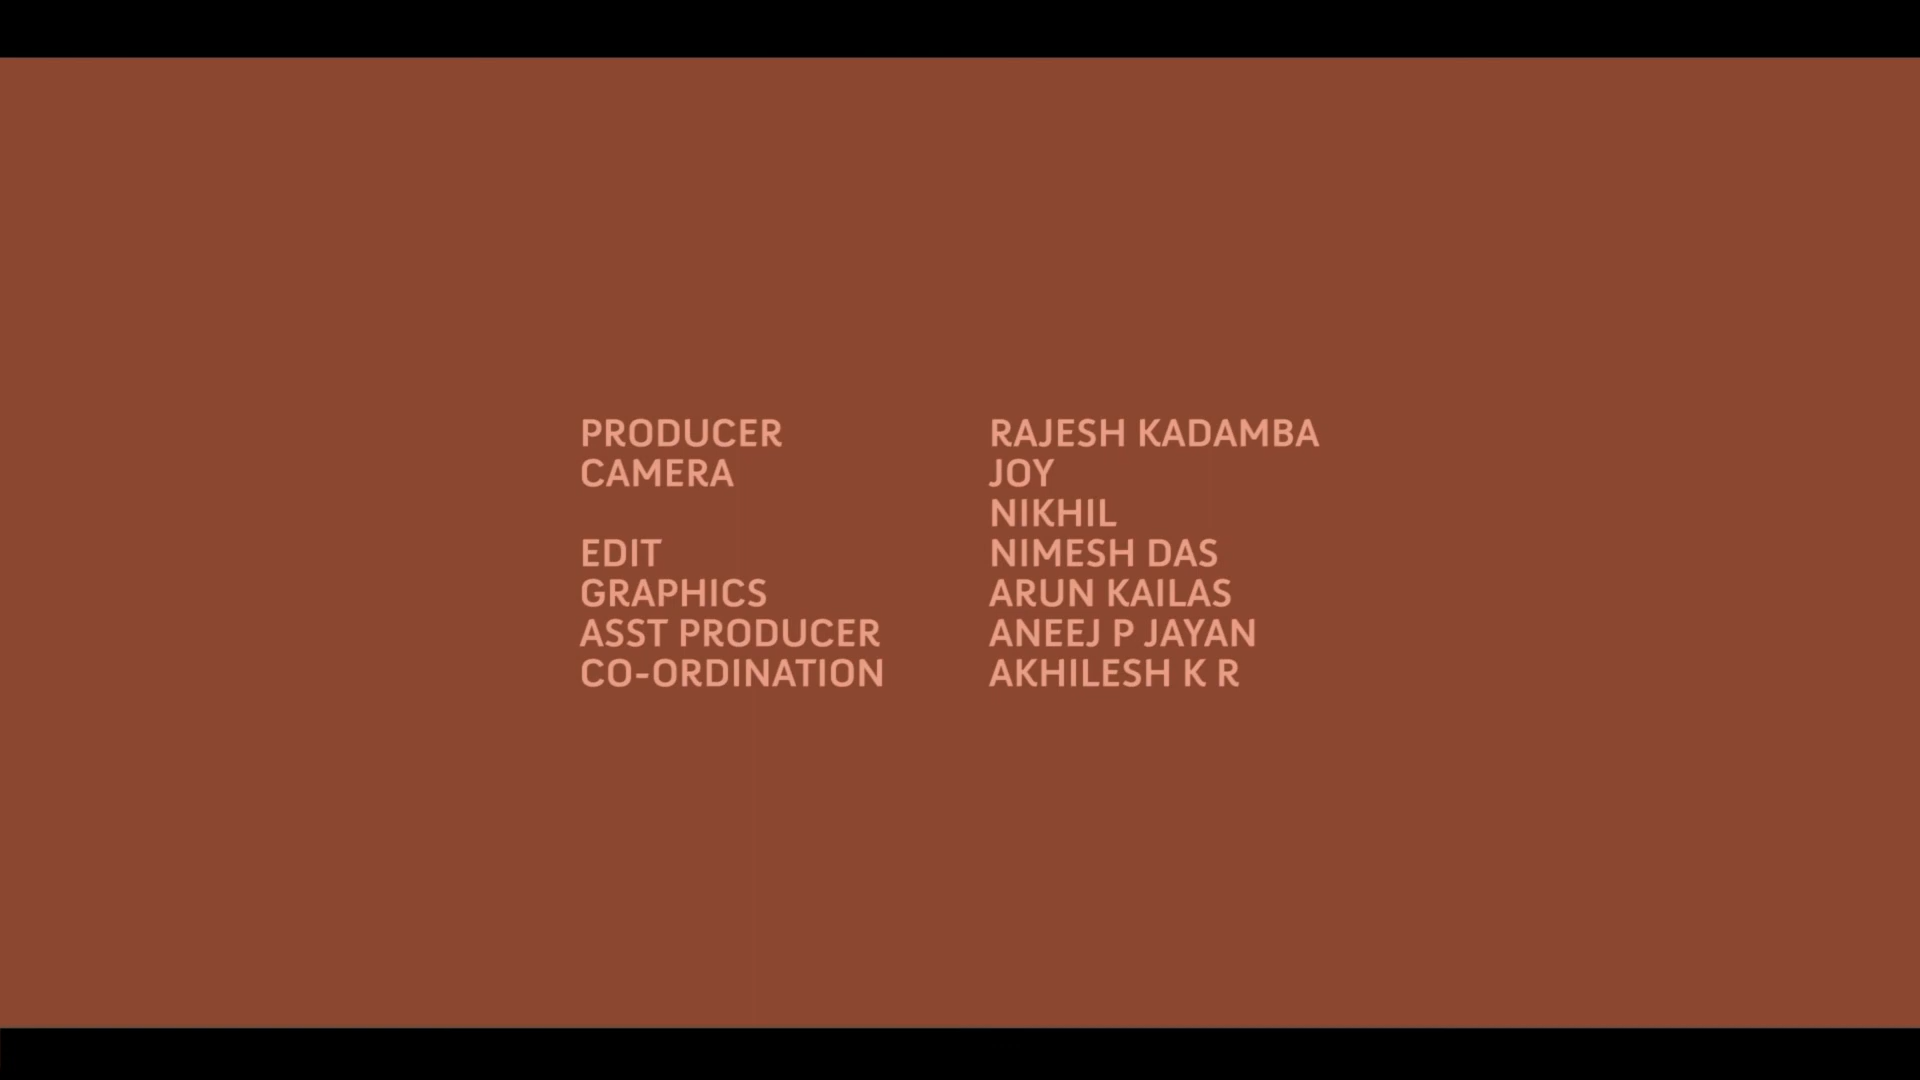 PRODUCER RAJESH KADAMBA
CAMERA JOY
NIKHIL
EDIT NIMESH DAS
GRAPHICS ARUN KAILAS
ASST PRODUCER ANEEJ P JAYAN
CO-ORDINATION AKHILESH K R